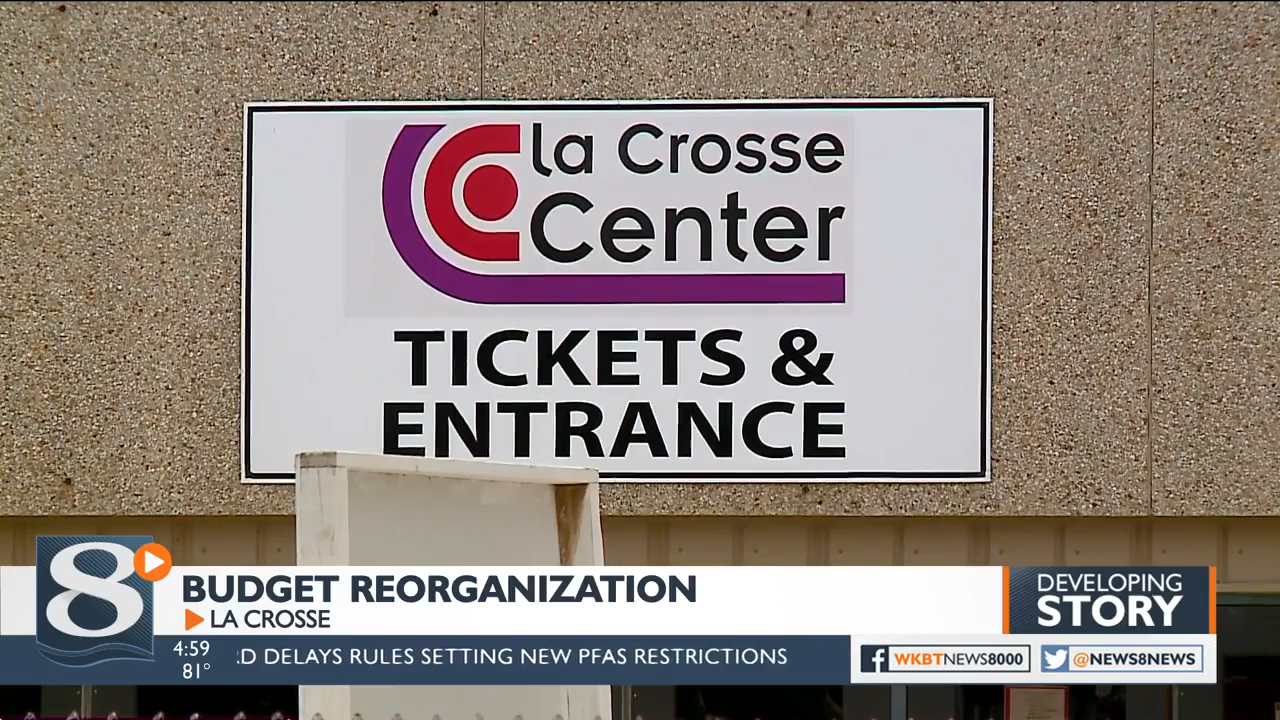 la Crosse
Center
TICKETS &
ENTRANCE
8
BUDGET REORGANIZATION
LA CROSSE
DEVELOPING
STORY
4:59
81°
DELAYS RULES SETTING NEW PFAS RESTRICTIONS
WKBTNEWS8000
@NEWS8NEWS